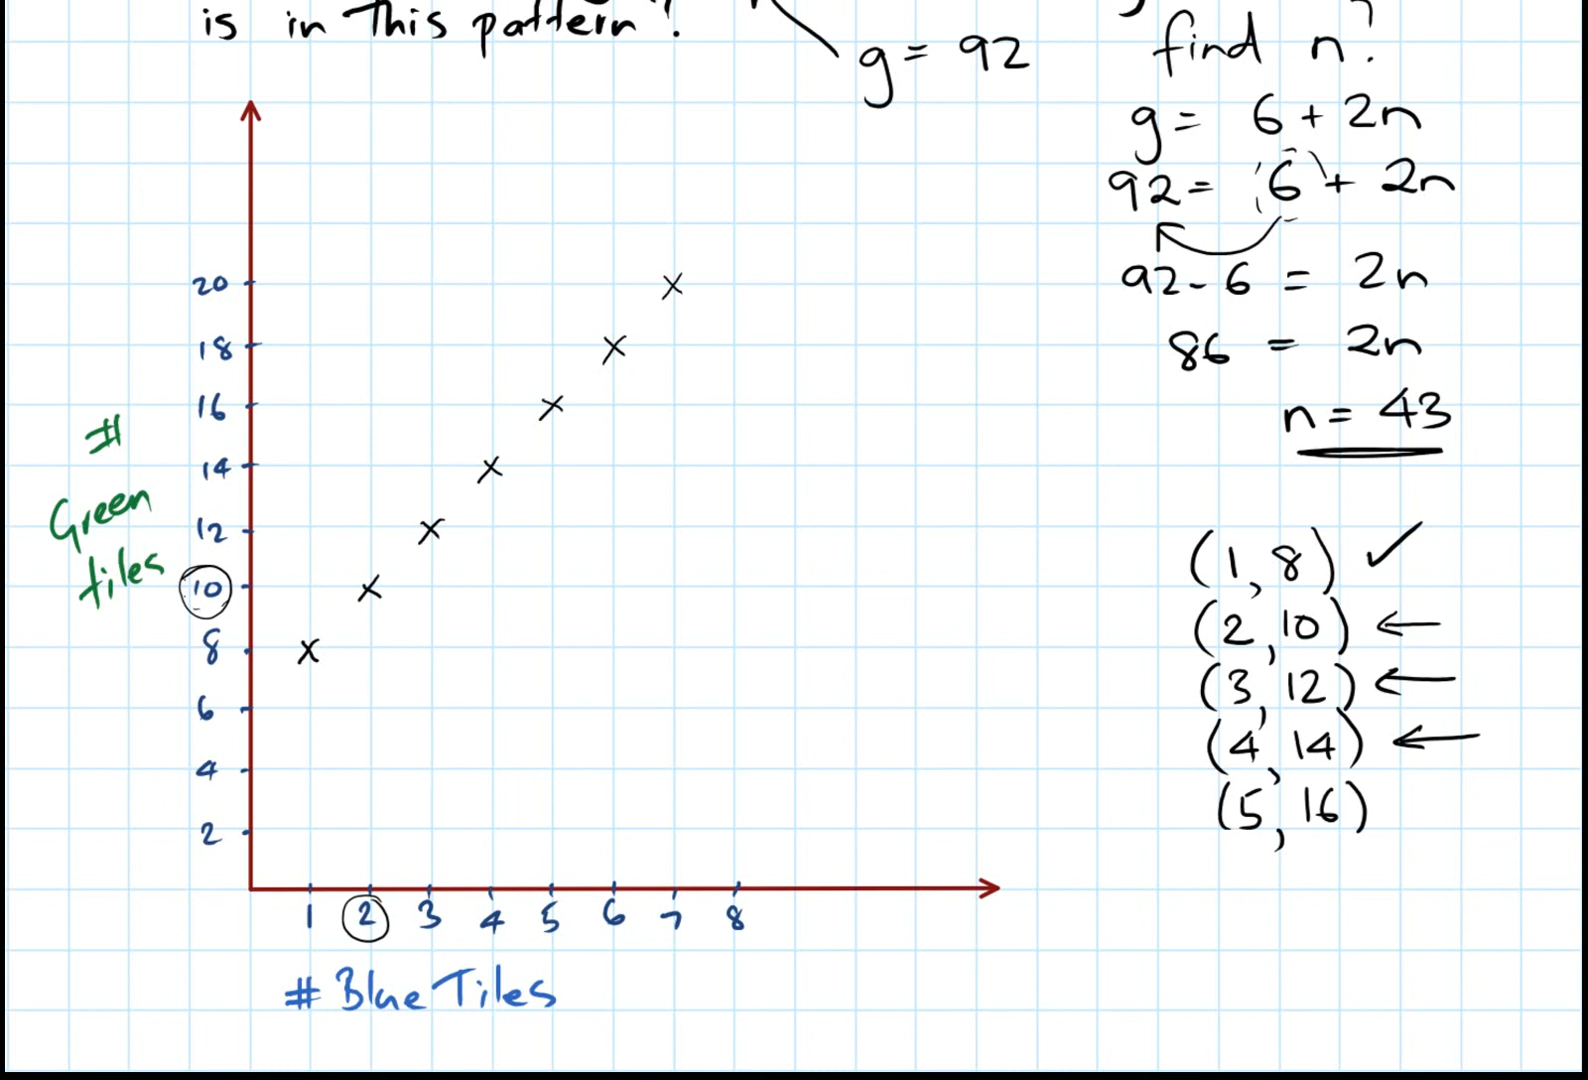 is in this pattern?
g = 92
find n?
g = 6 + 2n
92 = 6 + 2n
92 - 6 = 2n
86 = 2n
n = 43
20
18
16
14
12
10
8
6
4
2
#
Green
tiles
1 2 3 4 5 6 7 8
# Blue Tiles
(1, 8) ✓
(2, 10) ←
(3, 12) ←
(4, 14) ←
(5, 16)